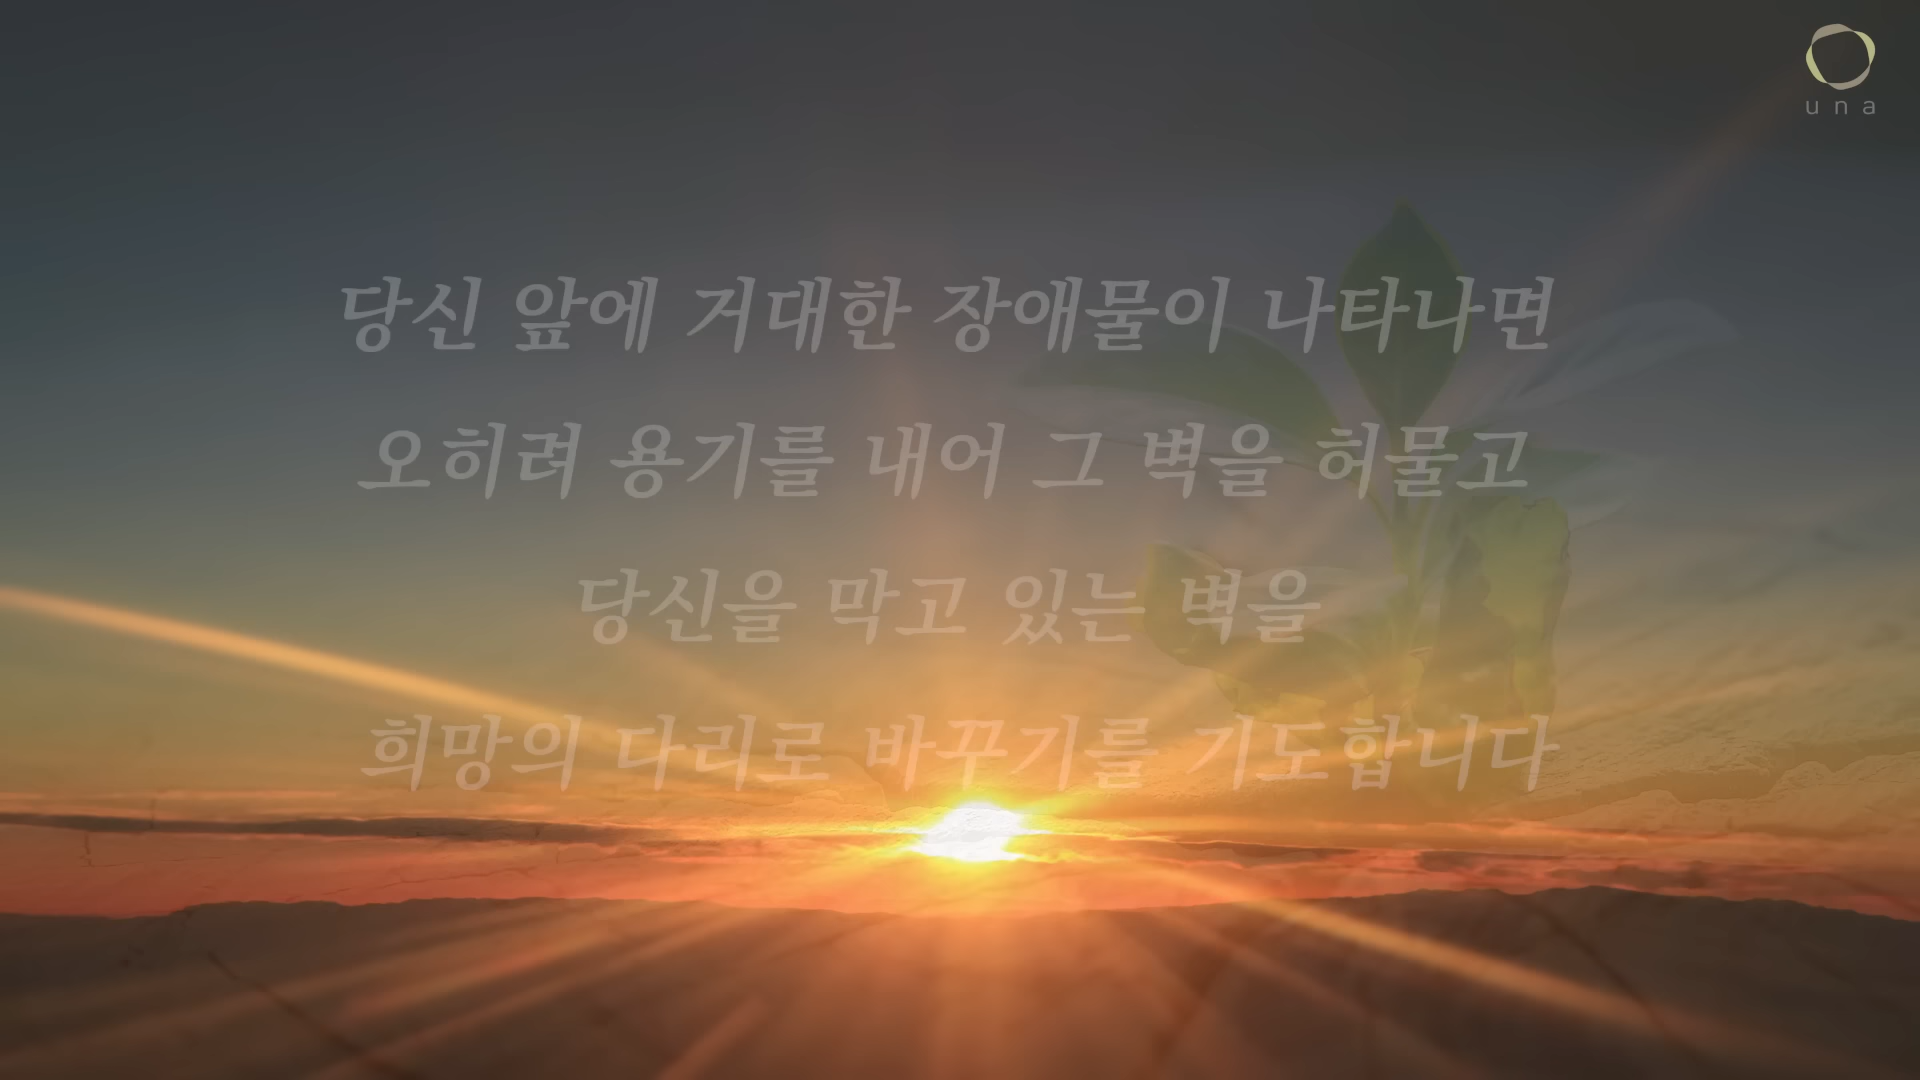 una
당신 앞에 거대한 장애물이 나타나면
오히려 용기를 내어 그 벽을 허물고
당신을 막고 있는 벽을
희망의 다리로 바꾸기를 기도합니다